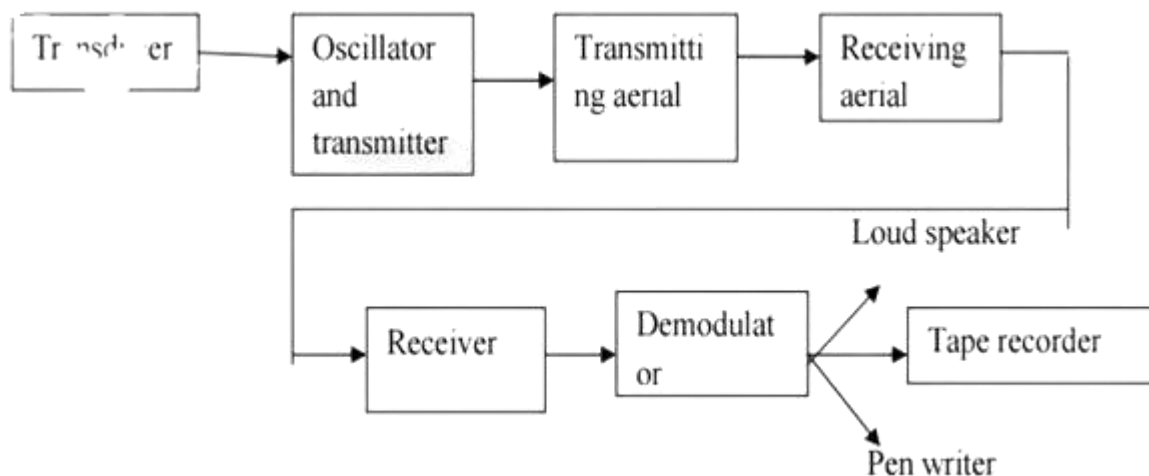 Oscillator
and
transmitter
Transmitti
ng aerial
Receiving
aerial
Loud speaker
Receiver
Demodulat
or
Tape recorder
Pen writer